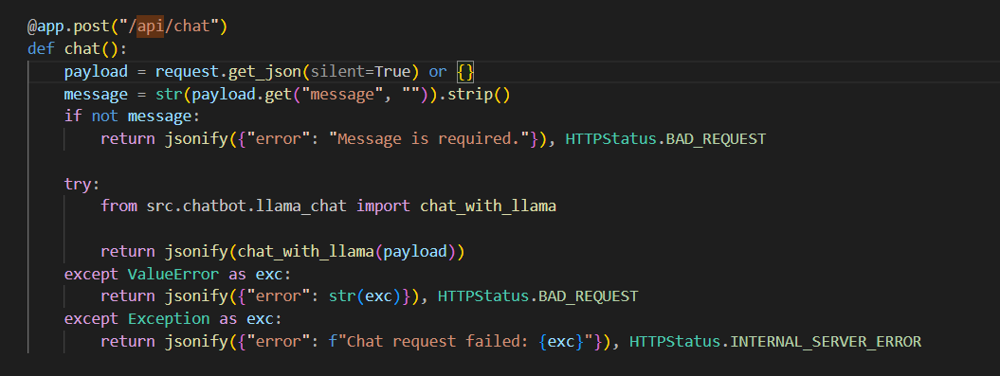 @app.post("/api/chat")
def chat():
    payload = request.get_json(silent=True) or {}
    message = str(payload.get("message", "")).strip()
    if not message:
        return jsonify({"error": "Message is required."}), HTTPStatus.BAD_REQUEST

    try:
        from src.chatbot.llama_chat import chat_with_llama

        return jsonify(chat_with_llama(payload))
    except ValueError as exc:
        return jsonify({"error": str(exc)}), HTTPStatus.BAD_REQUEST
    except Exception as exc:
        return jsonify({"error": f"Chat request failed: {exc}"}), HTTPStatus.INTERNAL_SERVER_ERROR